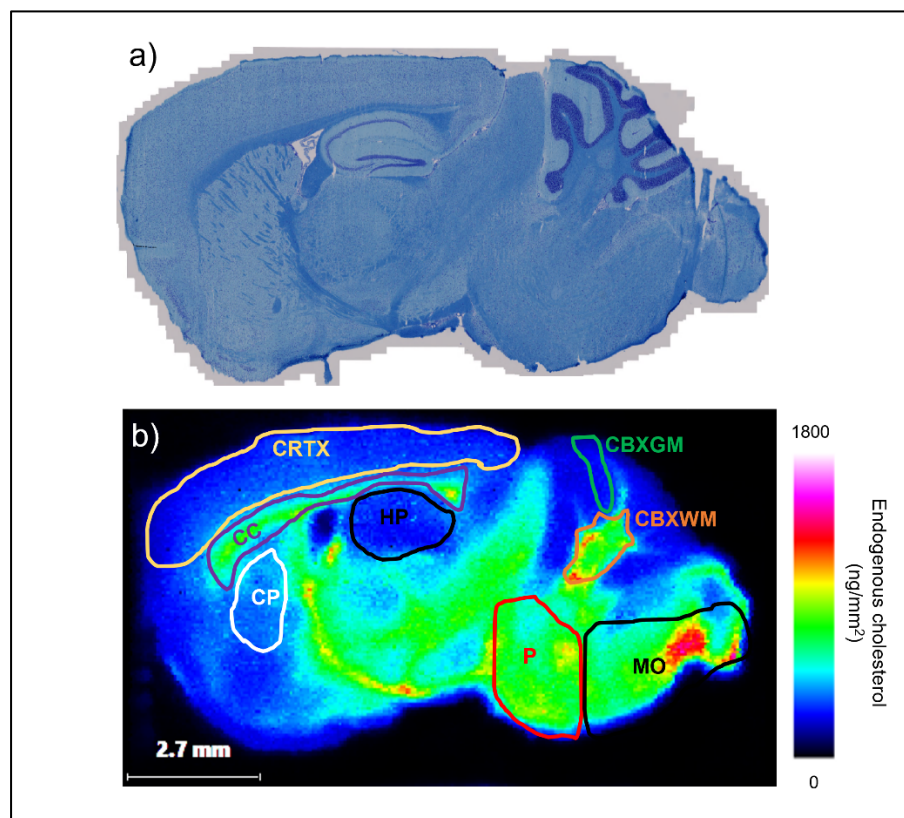 a)
b)
CRTX
CBXGM
CC
HP
CBXWM
CP
P
MO
2.7 mm
1800
Endogenous cholesterol
(ng/mm²)
0